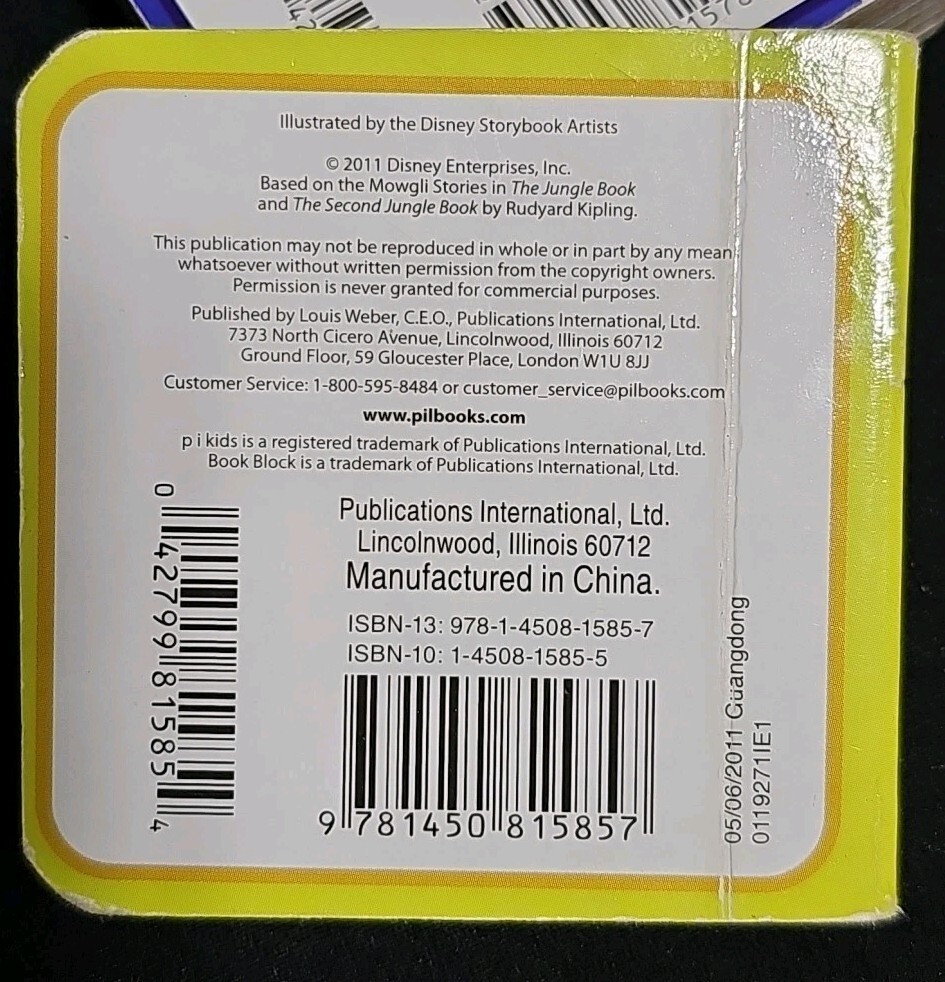 1578
Illustrated by the Disney Storybook Artists
© 2011 Disney Enterprises, Inc.
Based on the Mowgli Stories in The Jungle Book
and The Second Jungle Book by Rudyard Kipling.
This publication may not be reproduced in whole or in part by any mean
whatsoever without written permission from the copyright owners.
Permission is never granted for commercial purposes.
Published by Louis Weber, C.E.O., Publications International, Ltd.
7373 North Cicero Avenue, Lincolnwood, Illinois 60712
Ground Floor, 59 Gloucester Place, London W1U 8JJ
Customer Service: 1-800-595-8484 or customer_service@pilbooks.com
www.pilbooks.com
p i kids is a registered trademark of Publications International, Ltd.
Book Block is a trademark of Publications International, Ltd.
Publications International, Ltd.
Lincolnwood, Illinois 60712
Manufactured in China.
ISBN-13: 978-1-4508-1585-7
ISBN-10: 1-4508-1585-5
9 781450 815857
0 42799 81585 4
05/06/2011 Guangdong
01192711E1